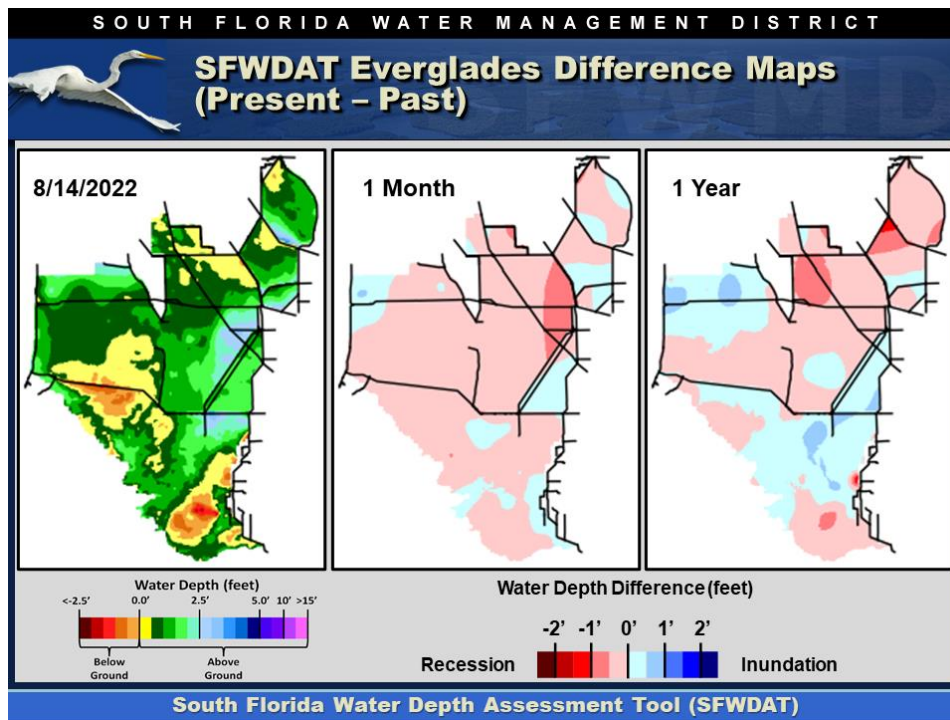 SOUTH FLORIDA WATER MANAGEMENT DISTRICT
SFWDAT Everglades Difference Maps
(Present – Past)
SFWMD
8/14/2022
1 Month
1 Year
Water Depth (feet)
<-2.5' 0.0' 2.5' 5.0' 10' >15'
Below
Ground
Above
Ground
Water Depth Difference (feet)
-2' -1' 0' 1' 2'
Recession
Inundation
South Florida Water Depth Assessment Tool (SFWDAT)